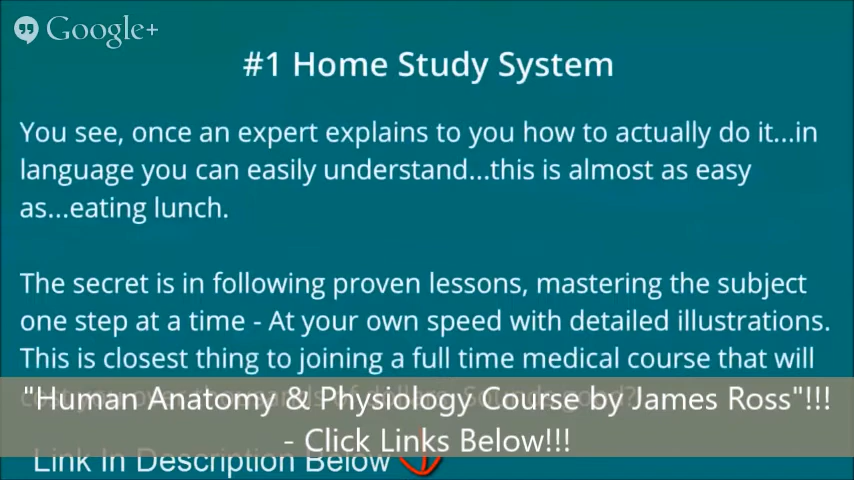 Google+
#1 Home Study System
You see, once an expert explains to you how to actually do it...in
language you can easily understand...this is almost as easy
as...eating lunch.
The secret is in following proven lessons, mastering the subject
one step at a time - At your own speed with detailed illustrations.
This is closest thing to joining a full time medical course that will
"Human Anatomy & Physiology Course by James Ross"!!!
- Click Links Below!!!
Link In Description Below